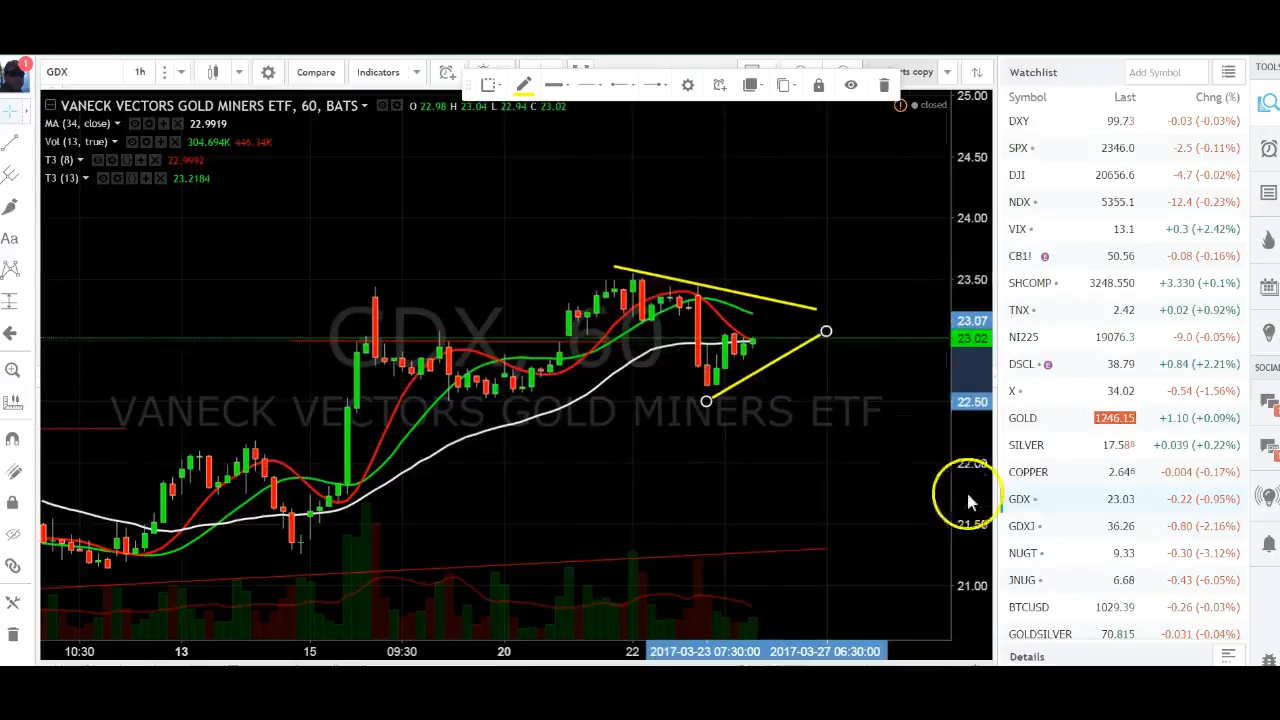 1
GDX 1h Compare Indicators rts copy
VANECK VECTORS GOLD MINERS ETF, 60, BATS O 22.98 H 23.04 L 22.94 C 23.02
closed
MA (34, close) 22.9919
Vol (13, true) 304.694K 446.34K
T3 (8) 22.9992
T3 (13) 23.2184
GDX, 60
VANECK VECTORS GOLD MINERS ETF
25.00
24.50
24.00
23.50
23.07
23.02
22.50
22.00
21.50
21.00
10:30 13 15 09:30 20 22 2017-03-23 07:30:00 2017-03-27 06:30:00
Aa
Watchlist Add Symbol
Symbol Last Chng (%)
DXY 99.73 -0.03 (-0.03%)
SPX 2346.0 -2.5 (-0.11%)
DJI 20656.6 -4.7 (-0.02%)
NDX 5355.1 -12.4 (-0.23%)
VIX 13.1 +0.3 (+2.42%)
CB1! 50.56 -0.08 (-0.16%)
SHCOMP 3248.550 +3.330 (+0.1%)
TNX 2.42 +0.02 (+0.92%)
NI225 19076.3 -9.0 (-0.05%)
DSCL 38.79 +0.84 (+2.21%)
X 34.02 -0.54 (-1.56%)
GOLD 1246.15 +1.10 (+0.09%)
SILVER 17.58⁶ +0.039 (+0.22%)
COPPER 2.64⁶ -0.004 (-0.17%)
GDX 23.03 -0.22 (-0.95%)
GDXJ 36.26 -0.80 (-2.16%)
NUGT 9.33 -0.30 (-3.12%)
JNUG 6.68 -0.43 (-6.05%)
BTCUSD 1029.39 -0.26 (-0.03%)
GOLDSILVER 70.815 -0.031 (-0.04%)
Details
TOOLS
SOCIAL